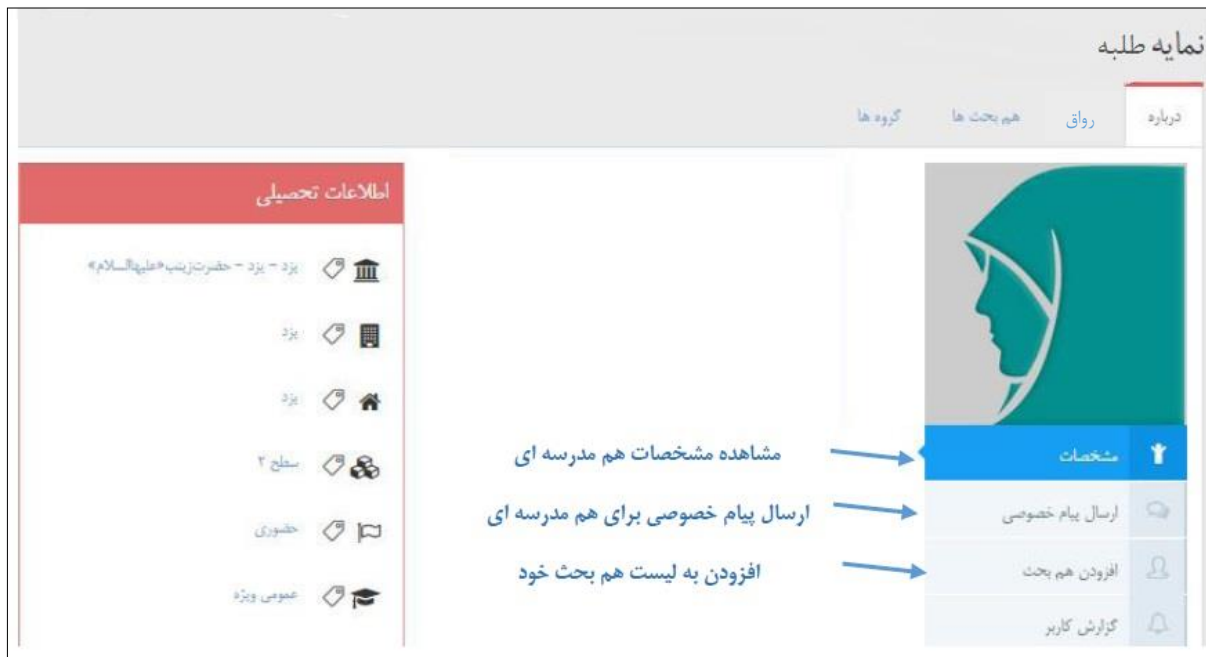 نمایه طلبه
درباره
رواق
هم بحث ها
گروه ها
مشخصات
ارسال پیام خصوصی
افزودن هم بحث
گزارش کاربر
مشاهده مشخصات هم مدرسه ای
ارسال پیام خصوصی برای هم مدرسه ای
افزودن به لیست هم بحث خود
اطلاعات تحصیلی
یزد - یزد - حضرت‌زینب«علیهاالسلام»
یزد
یزد
سطح ۲
حضوری
عمومی ویژه